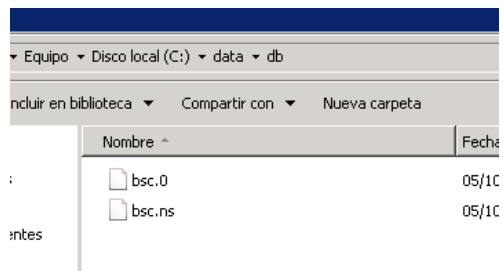 Equipo Disco local (C:) data db
ncluir en biblioteca Compartir con Nueva carpeta
Nombre Fecha
s bsc.0 05/10
bsc.ns 05/10
entes